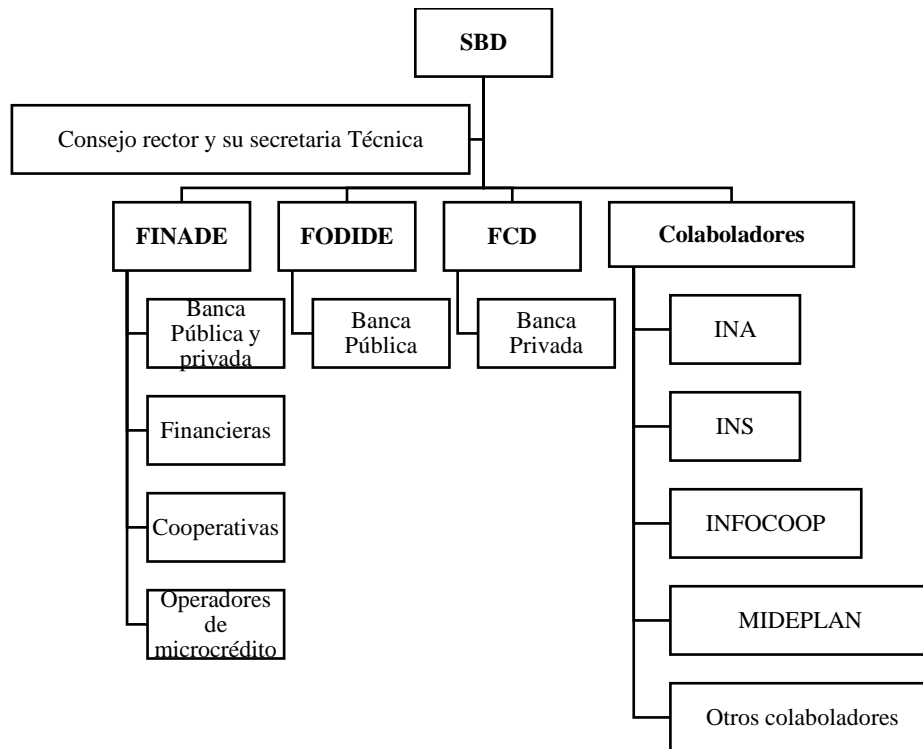 SBD
Consejo rector y su secretaria Técnica
FINADE
FODIDE
FCD
Colaboladores
Banca
Pública y
privada
Banca
Pública
Banca
Privada
INA
Financieras
INS
Cooperativas
INFOCOOP
Operadores
de
microcrédito
MIDEPLAN
Otros colaboladores